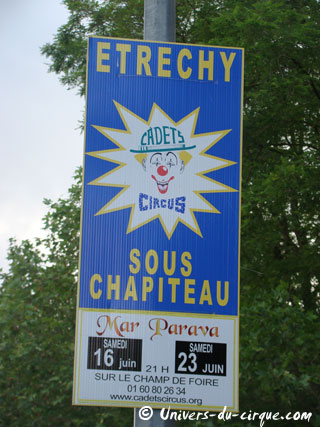 ETRECHY
CADETS
CIRCUS
SOUS
CHAPITEAU
Mar Parava
SAMEDI
16 juin
21 H
SAMEDI
23 JUIN
SUR LE CHAMP DE FOIRE
01 60 80 26 34
www.cadetscircus.org
© Univers-du-cirque.com